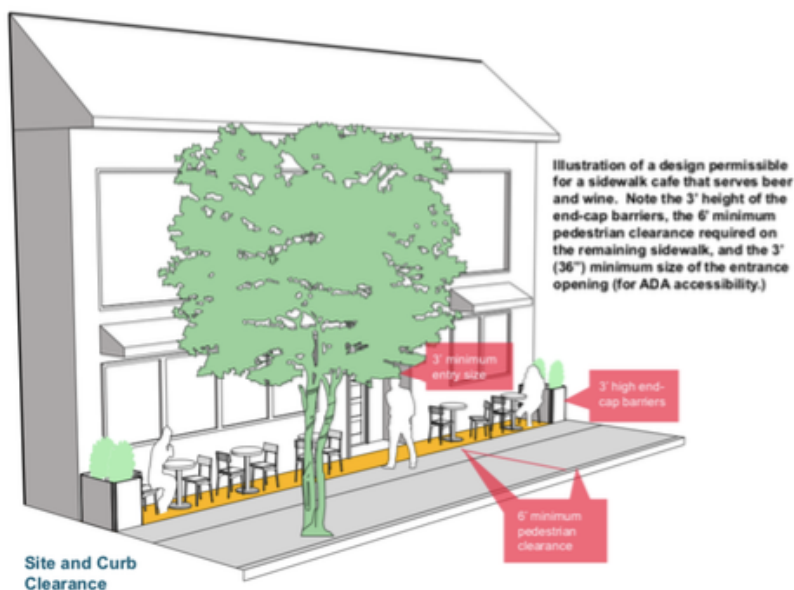 Illustration of a design permissible
for a sidewalk cafe that serves beer
and wine. Note the 3' height of the
end-cap barriers, the 6' minimum
pedestrian clearance required on
the remaining sidewalk, and the 3'
(36") minimum size of the entrance
opening (for ADA accessibility.)
3' minimum
entry size
3' high end-
cap barriers
6' minimum
pedestrian
clearance
Site and Curb
Clearance